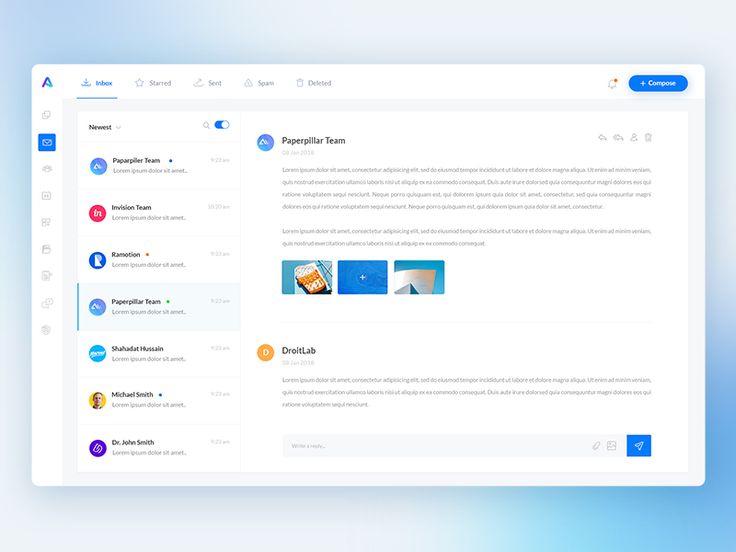 Inbox
Starred
Sent
Spam
Deleted
+ Compose
Newest
Paparpiler Team
9:23 am
Lorem ipsum dolor sit amet..
in
Invision Team
10:20 am
Lorem ipsum dolor sit amet..
Ramotion
9:23 am
Lorem ipsum dolor sit amet..
Paperpillar Team
9:23 am
Lorem ipsum dolor sit amet..
Shahadat Hussain
9:23 am
Lorem ipsum dolor sit amet..
Michael Smith
9:23 am
Lorem ipsum dolor sit amet..
Dr. John Smith
9:23 am
Lorem ipsum dolor sit amet..
Paperpillar Team
08 Jan 2018
Lorem ipsum dolor sit amet, consectetur adipisicing elit, sed do eiusmod tempor incididunt ut labore et dolore magna aliqua. Ut enim ad minim veniam,
quis nostrud exercitation ullamco laboris nisi ut aliquip ex ea commodo consequat. Duis aute irure dolorsed quia consequuntur magni dolores eos qui
ratione voluptatem sequi nesciunt. Neque porro quisquam est, qui dolorem ipsum quia dolor sit amet, consectetur, adipisci velit, sed quia consequuntur magni
dolores eos qui ratione voluptatem sequi nesciunt. Neque porro quisquam est, qui dolorem ipsum quia dolor sit amet, consectetur.
Lorem ipsum dolor sit amet, consectetur adipisicing elit, sed do eiusmod tempor incididunt ut labore et dolore magna aliqua. Ut enim ad minim veniam,
quis nostrud exercitation ullamco laboris nisi ut aliquip ex ea commodo consequat.
D
DroitLab
08 Jan 2018
Lorem ipsum dolor sit amet, consectetur adipisicing elit, sed do eiusmod tempor incididunt ut labore et dolore magna aliqua. Ut enim ad minim veniam,
quis nostrud exercitation ullamco laboris nisi ut aliquip ex ea commodo consequat. Duis aute irure dolorsed quia consequuntur magni dolores eos qui
ratione voluptatem sequi nesciunt.
Write a reply...